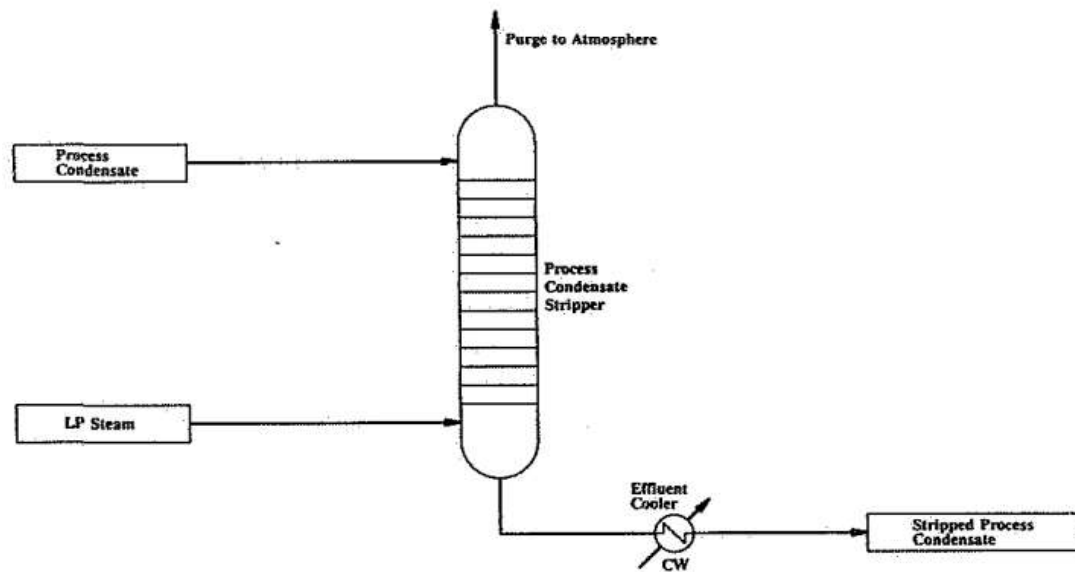 Purge to Atmosphere
Process
Condensate
Process
Condensate
Stripper
LP Steam
Effluent
Cooler
CW
Stripped Process
Condensate